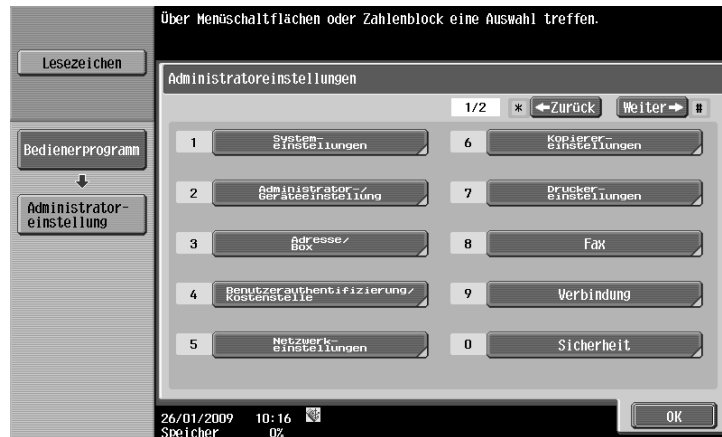 Über Menüschaltflächen oder Zahlenblock eine Auswahl treffen.
Lesezeichen
Administratoreinstellungen
1/2 * ←Zurück Weiter→ #
Bedienerprogramm
Administrator-
einstellung
1 System-
einstellungen
2 Administrator-/
Geräteeinstellung
3 Adresse/
Box
4 Benutzerauthentifizierung/
Kostenstelle
5 Netzwerk-
einstellungen
6 Kopierer-
einstellungen
7 Drucker-
einstellungen
8 Fax
9 Verbindung
0 Sicherheit
OK
26/01/2009 10:16
Speicher 0%